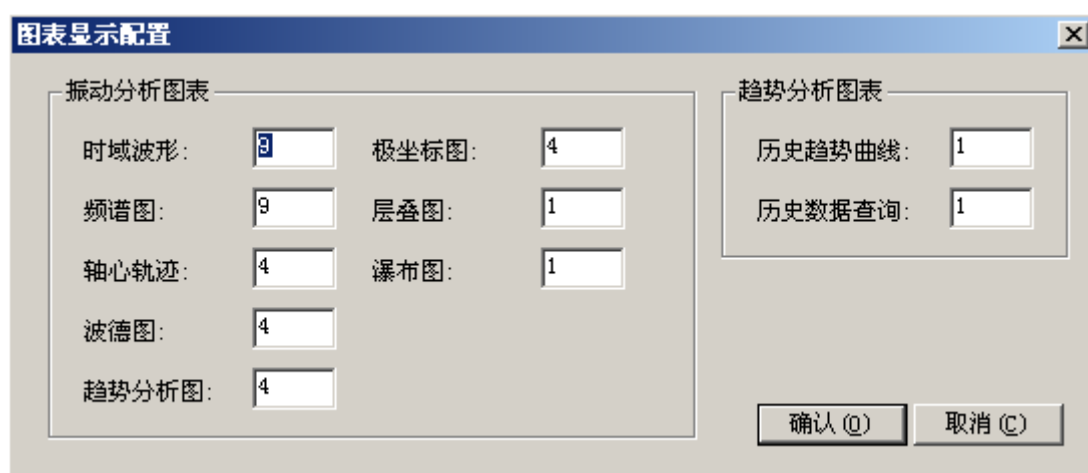 图表显示配置
振动分析图表
时域波形: 9 极坐标图: 4
频谱图: 9 层叠图: 1
轴心轨迹: 4 瀑布图: 1
波德图: 4
趋势分析图: 4
趋势分析图表
历史趋势曲线: 1
历史数据查询: 1
确认(O) 取消(C)